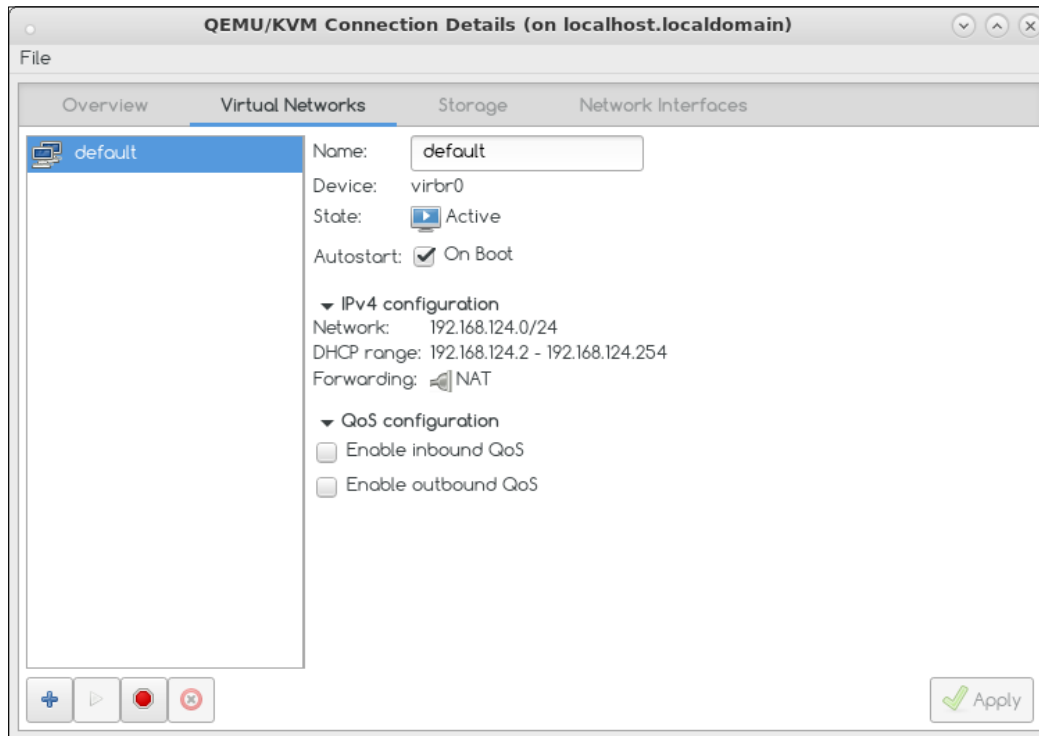 QEMU/KVM Connection Details (on localhost.localdomain)
File
Overview Virtual Networks Storage Network Interfaces
default
Name: default
Device: virbr0
State: Active
Autostart: On Boot
IPv4 configuration
Network: 192.168.124.0/24
DHCP range: 192.168.124.2 - 192.168.124.254
Forwarding: NAT
QoS configuration
Enable inbound QoS
Enable outbound QoS
Apply